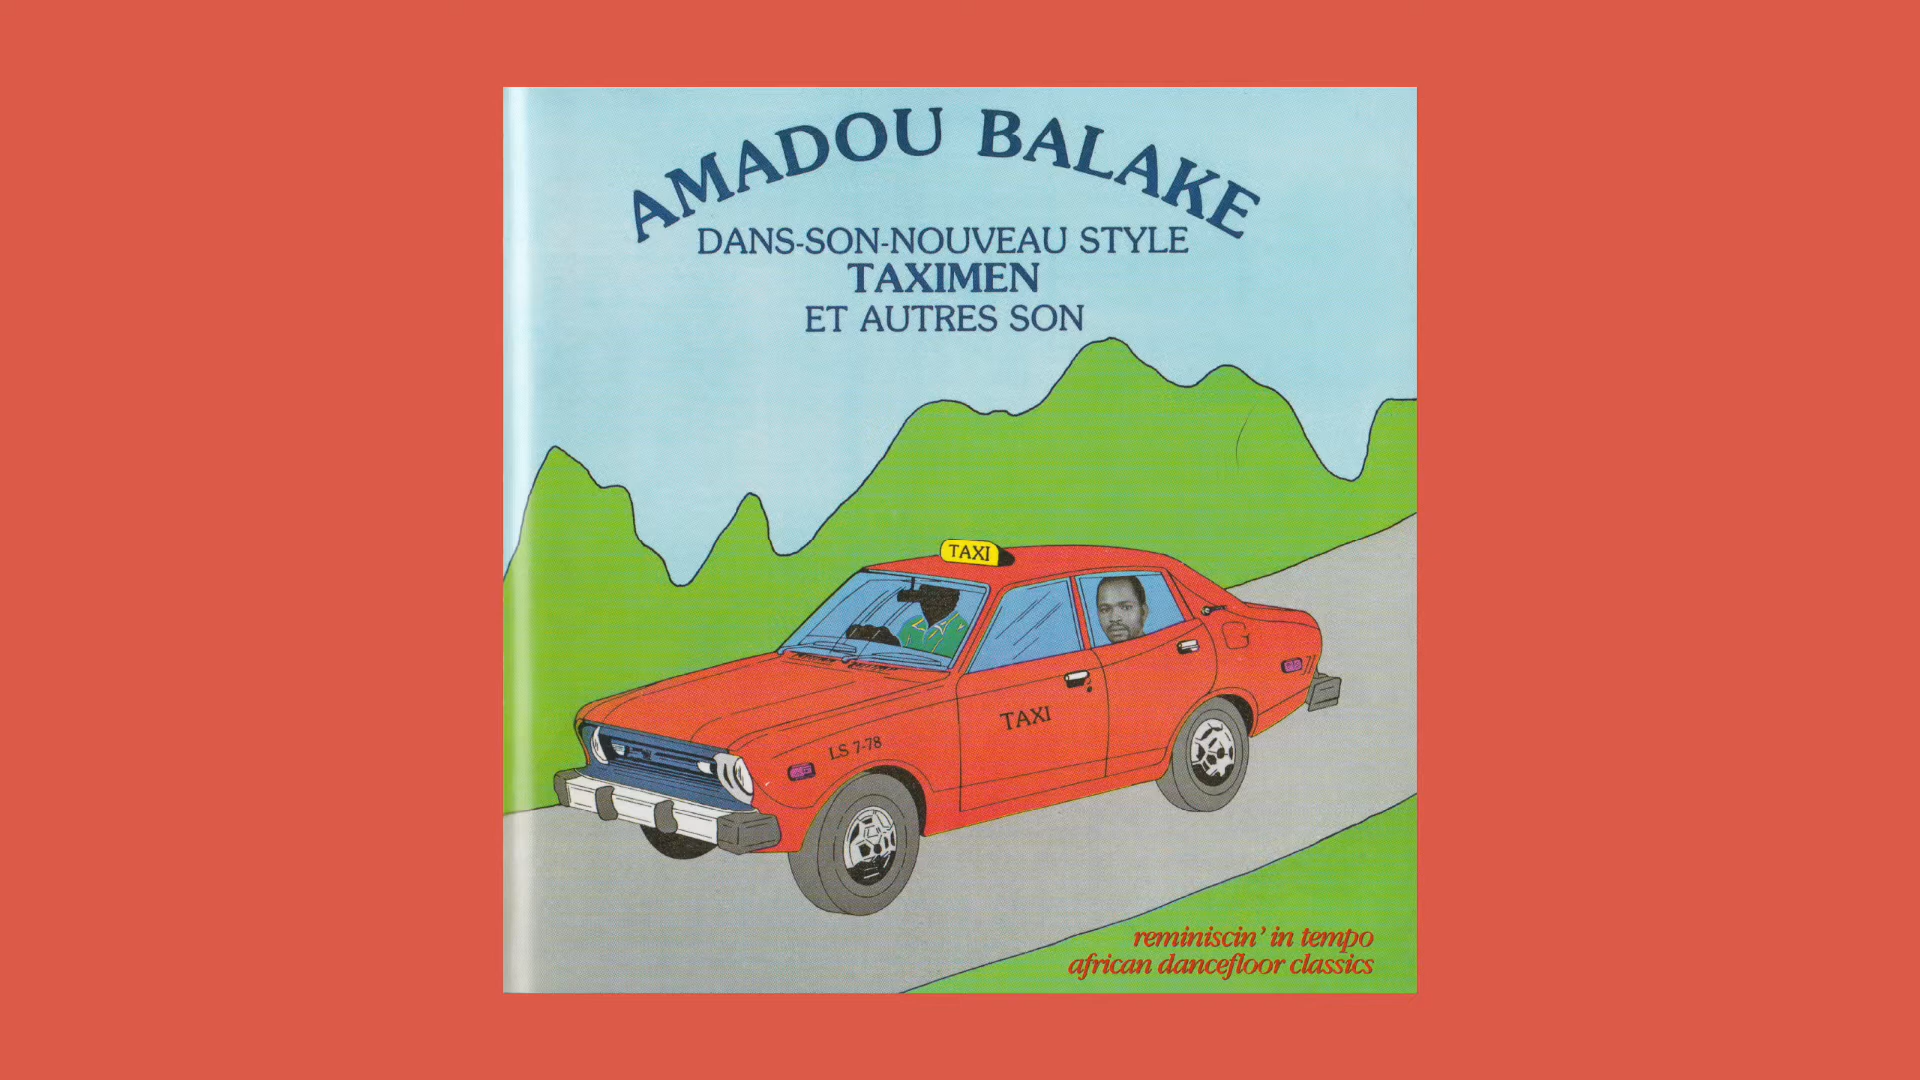 AMADOU BALAKE
DANS-SON-NOUVEAU STYLE
TAXIMEN
ET AUTRES SON
TAXI
TAXI
LS 7-78
G
77
reminiscin' in tempo
african dancefloor classics